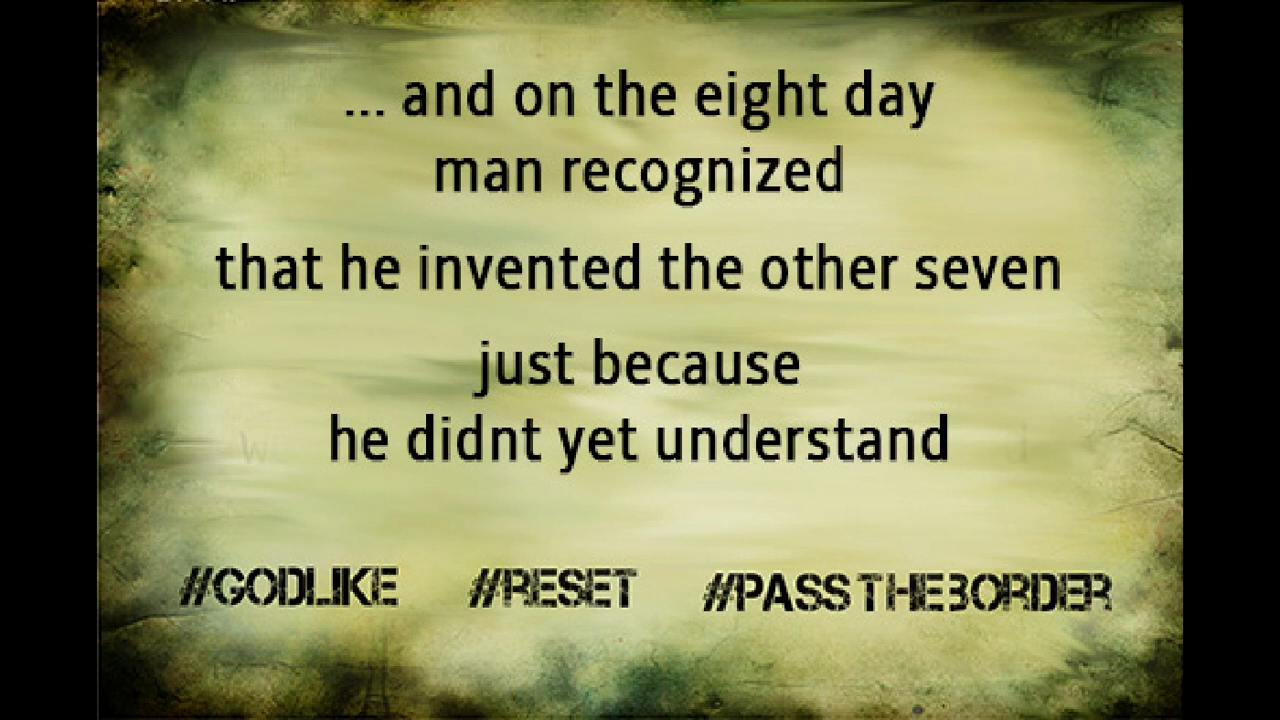 ... and on the eight day
man recognized
that he invented the other seven
just because
he didnt yet understand
#GODLIKE #RESET #PASSTHEBORDER